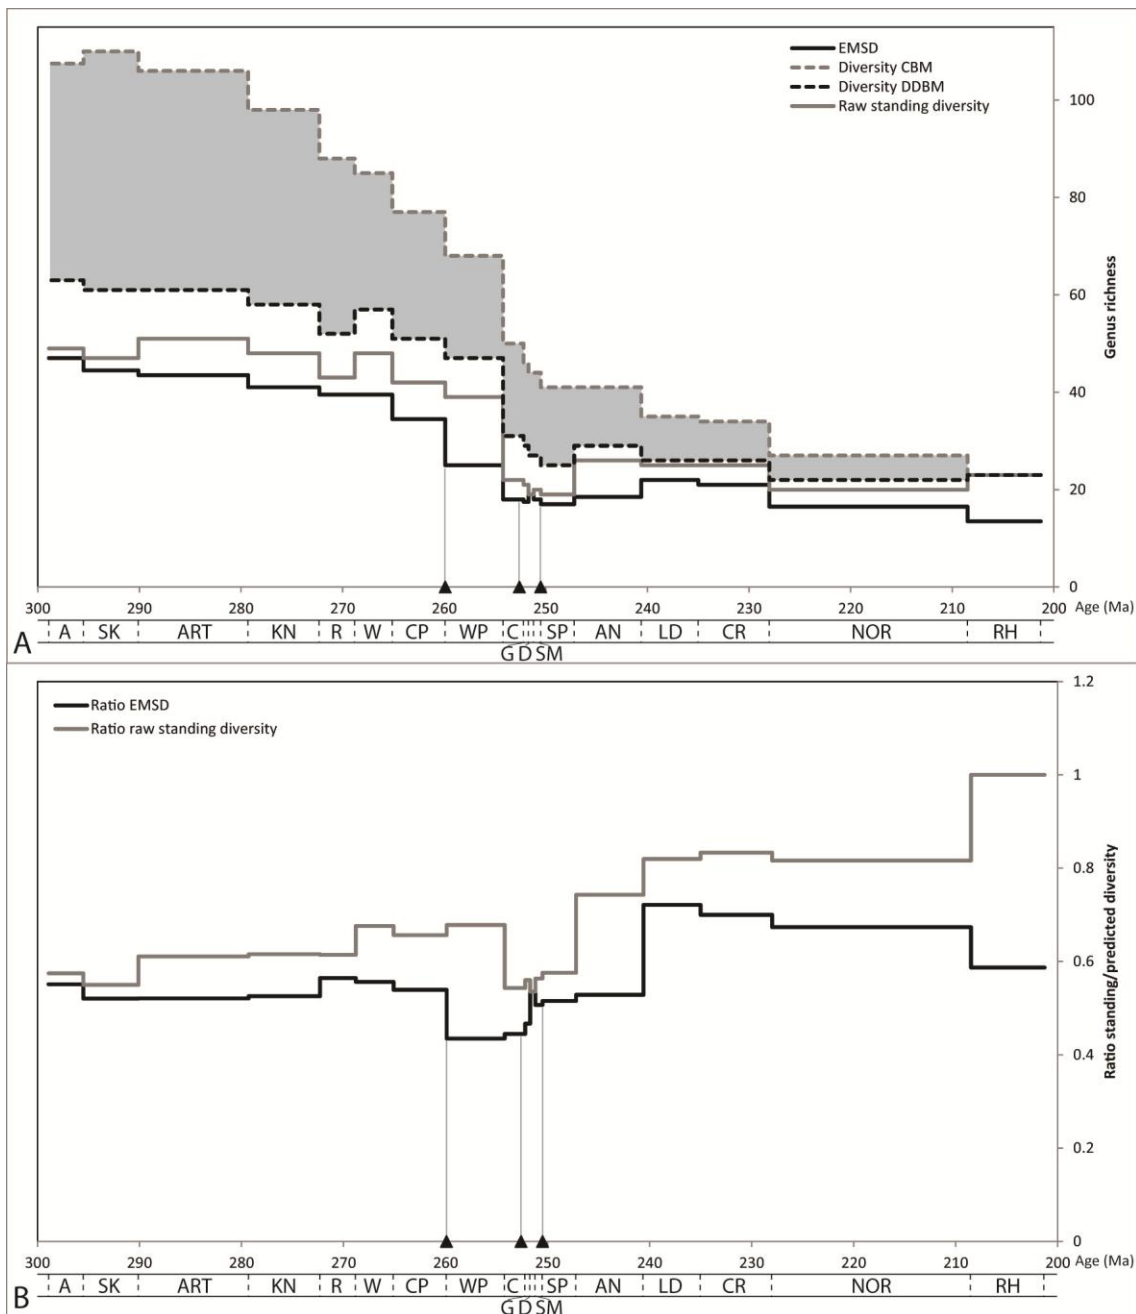 EMSD
Diversity CBM
Diversity DDBM
Raw standing diversity
100
80
60
40
20
0
Genus richness
300 290 280 270 260 250 240 230 220 210 200 Age (Ma)
A SK ART KN R W CP WP C SP AN LD CR NOR RH
G D SM
A
Ratio EMSD
Ratio raw standing diversity
1.2
1
0.8
0.6
0.4
0.2
0
Ratio standing/predicted diversity
300 290 280 270 260 250 240 230 220 210 200 Age (Ma)
A SK ART KN R W CP WP C SP AN LD CR NOR RH
G D SM
B